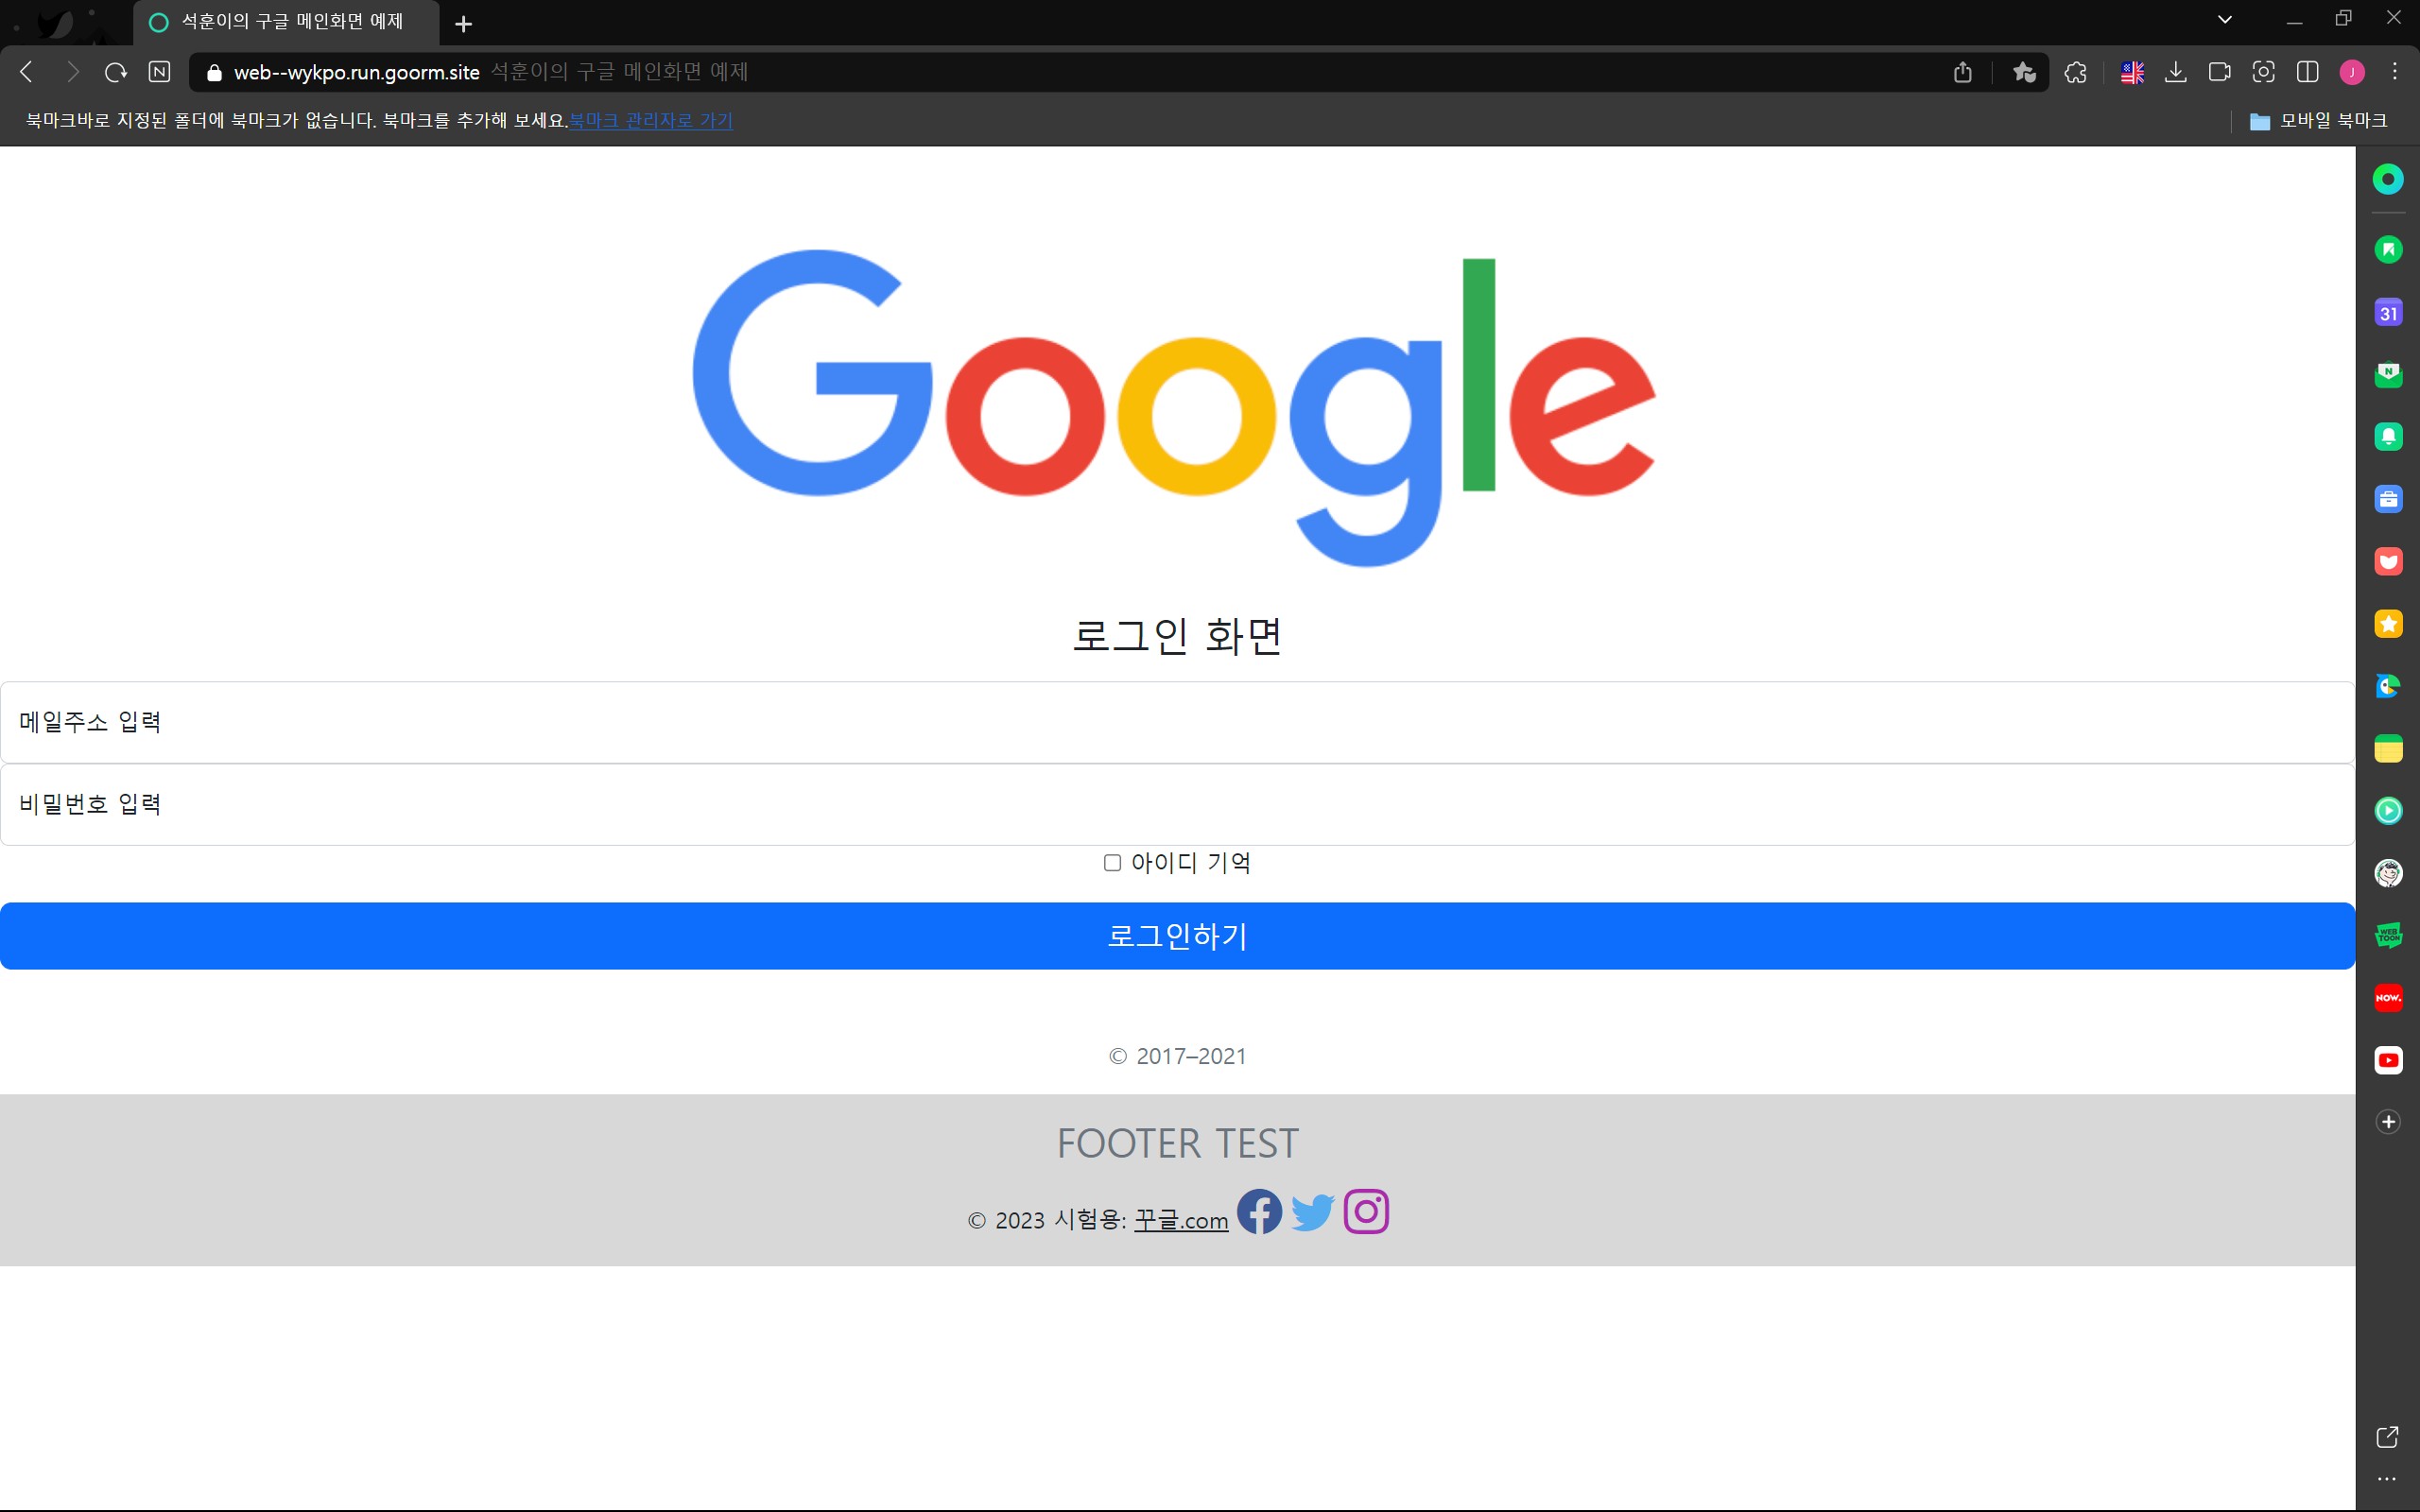 석훈이의 구글 메인화면 예제
web--wykpo.run.goorm.site 석훈이의 구글 메인화면 예제
북마크바로 지정된 폴더에 북마크가 없습니다. 북마크를 추가해 보세요.북마크 관리자로 가기
모바일 북마크
N
J
31
N
Google
로그인 화면
메일주소 입력
비밀번호 입력
아이디 기억
로그인하기
WEB
TOON
NOW.
© 2017–2021
FOOTER TEST
© 2023 시험용: 꾸글.com